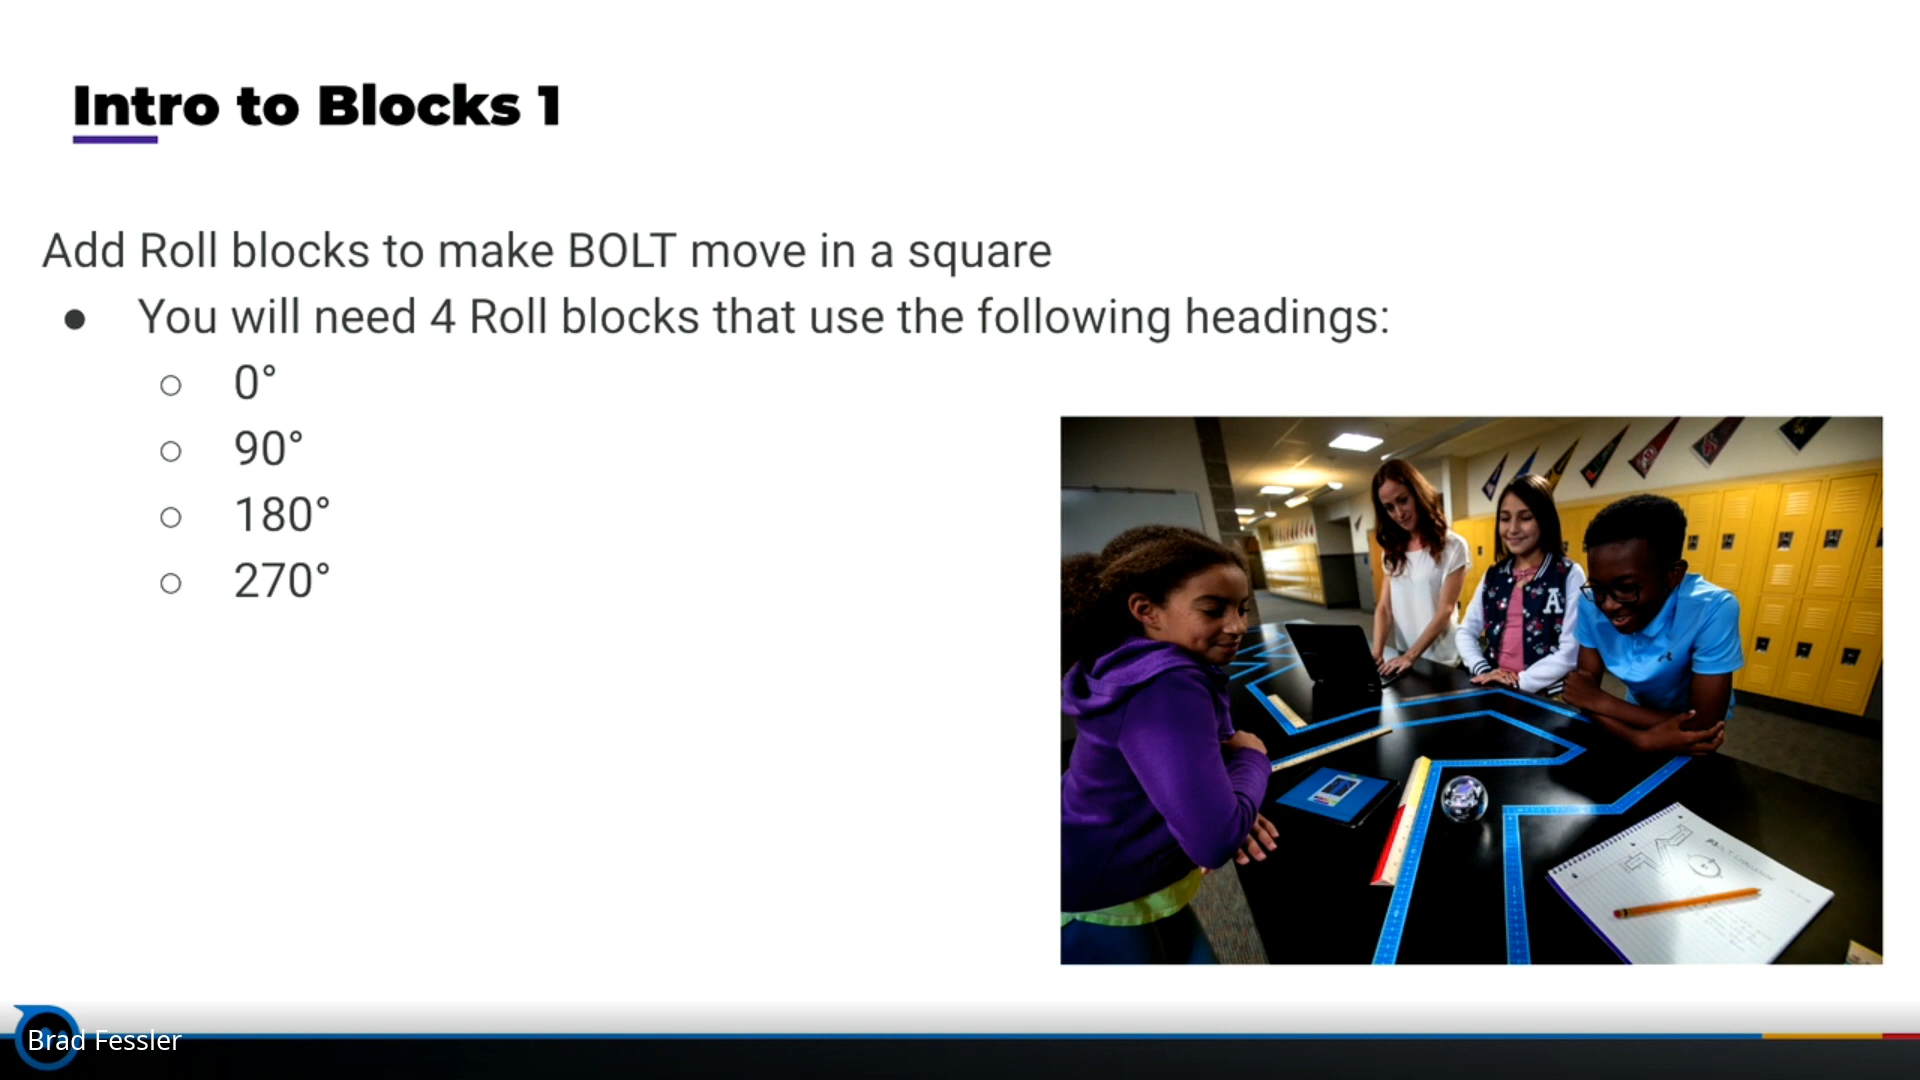 Intro to Blocks 1
Add Roll blocks to make BOLT move in a square
● You will need 4 Roll blocks that use the following headings:
○ 0°
○ 90°
○ 180°
○ 270°
A
Brad Fessler